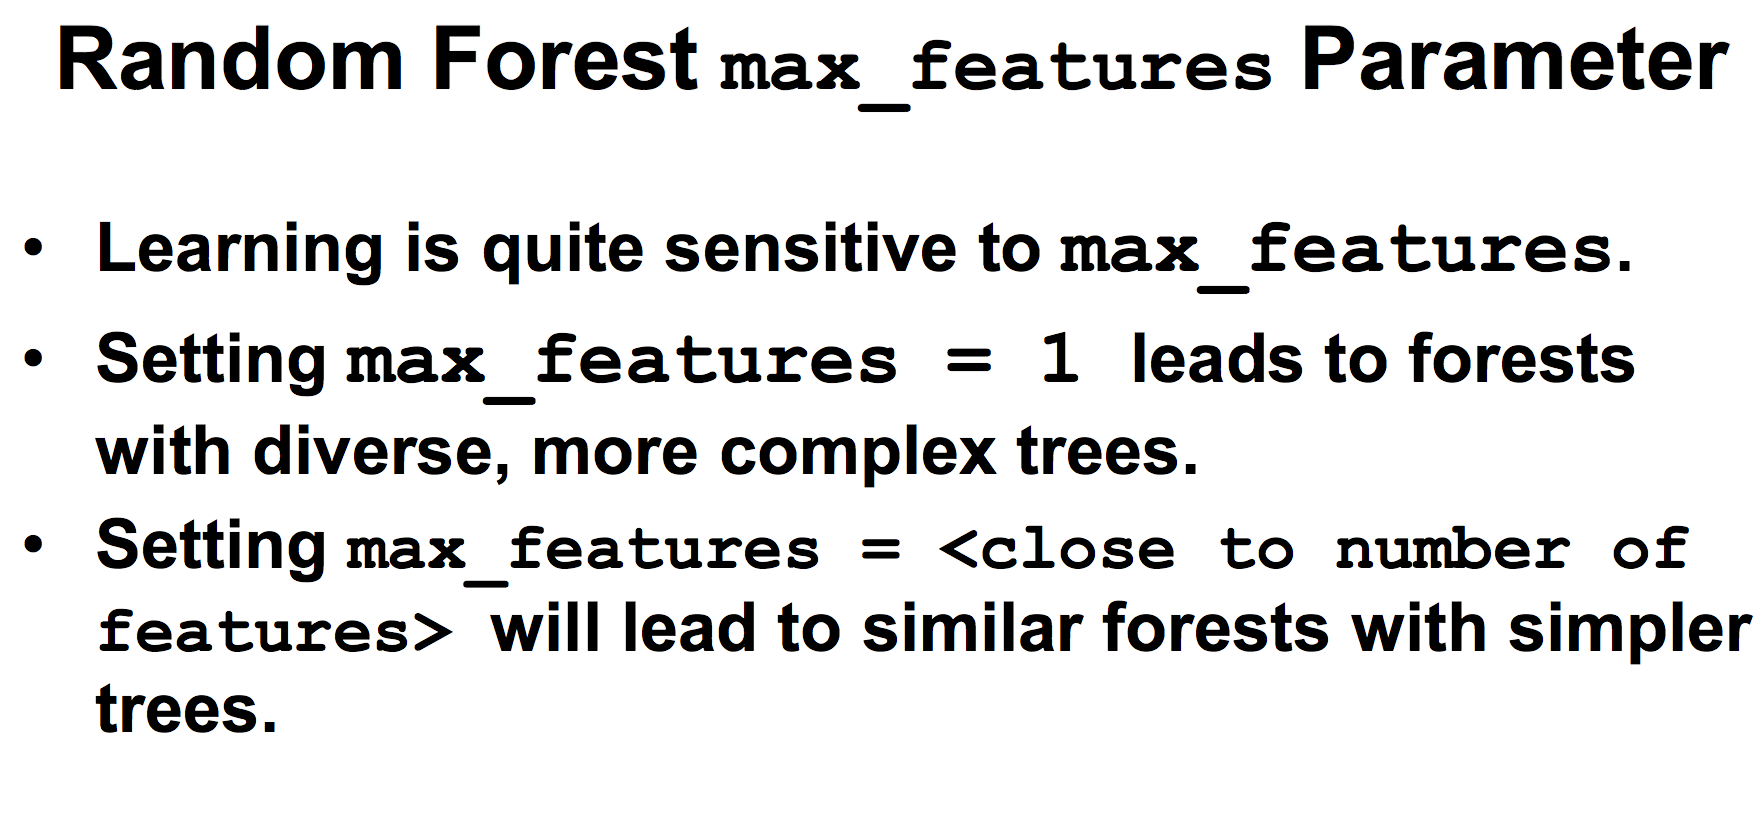 Random Forest max_features Parameter
• Learning is quite sensitive to max_features.
• Setting max_features = 1 leads to forests
with diverse, more complex trees.
• Setting max_features = <close to number of
features> will lead to similar forests with simpler
trees.